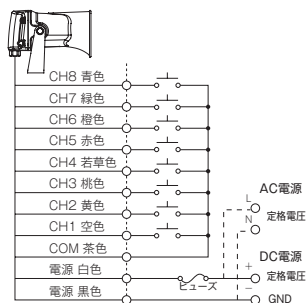 CH8 青色
CH7 緑色
CH6 橙色
CH5 赤色
CH4 若草色
CH3 桃色
CH2 黄色
CH1 空色
COM 茶色
電源 白色
電源 黒色
ヒューズ
AC電源
L
定格電圧
N
DC電源
+
定格電圧
−
GND